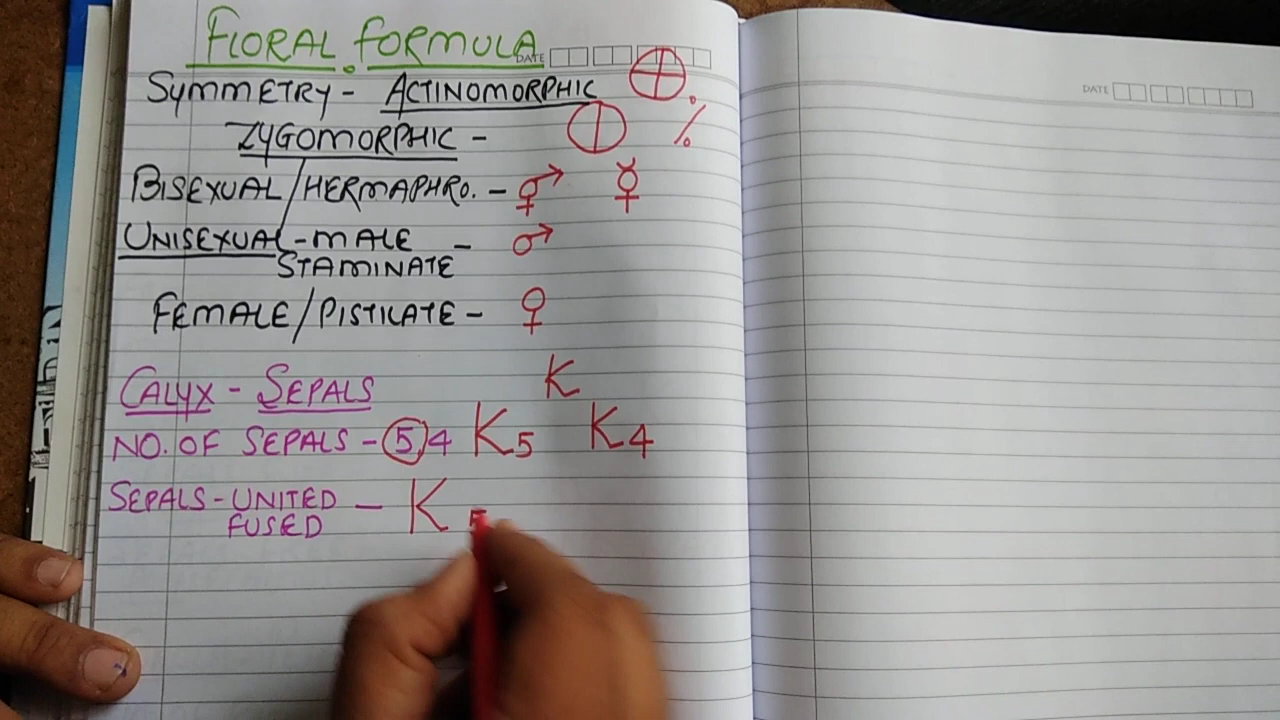 FLORAL FORMULA
DATE
SYMMETRY - ACTINOMORPHIC ⊕.
ZYGOMORPHIC - ⦶ %
BISEXUAL/HERMAPHRO. - ⚥ ☿
UNISEXUAL-MALE - ♂
STAMINATE
FEMALE/PISTILATE - ♀
CALYX - SEPALS K
NO. OF SEPALS - 5,4 K5 K4
SEPALS - UNITED - K
FUSED
DATE